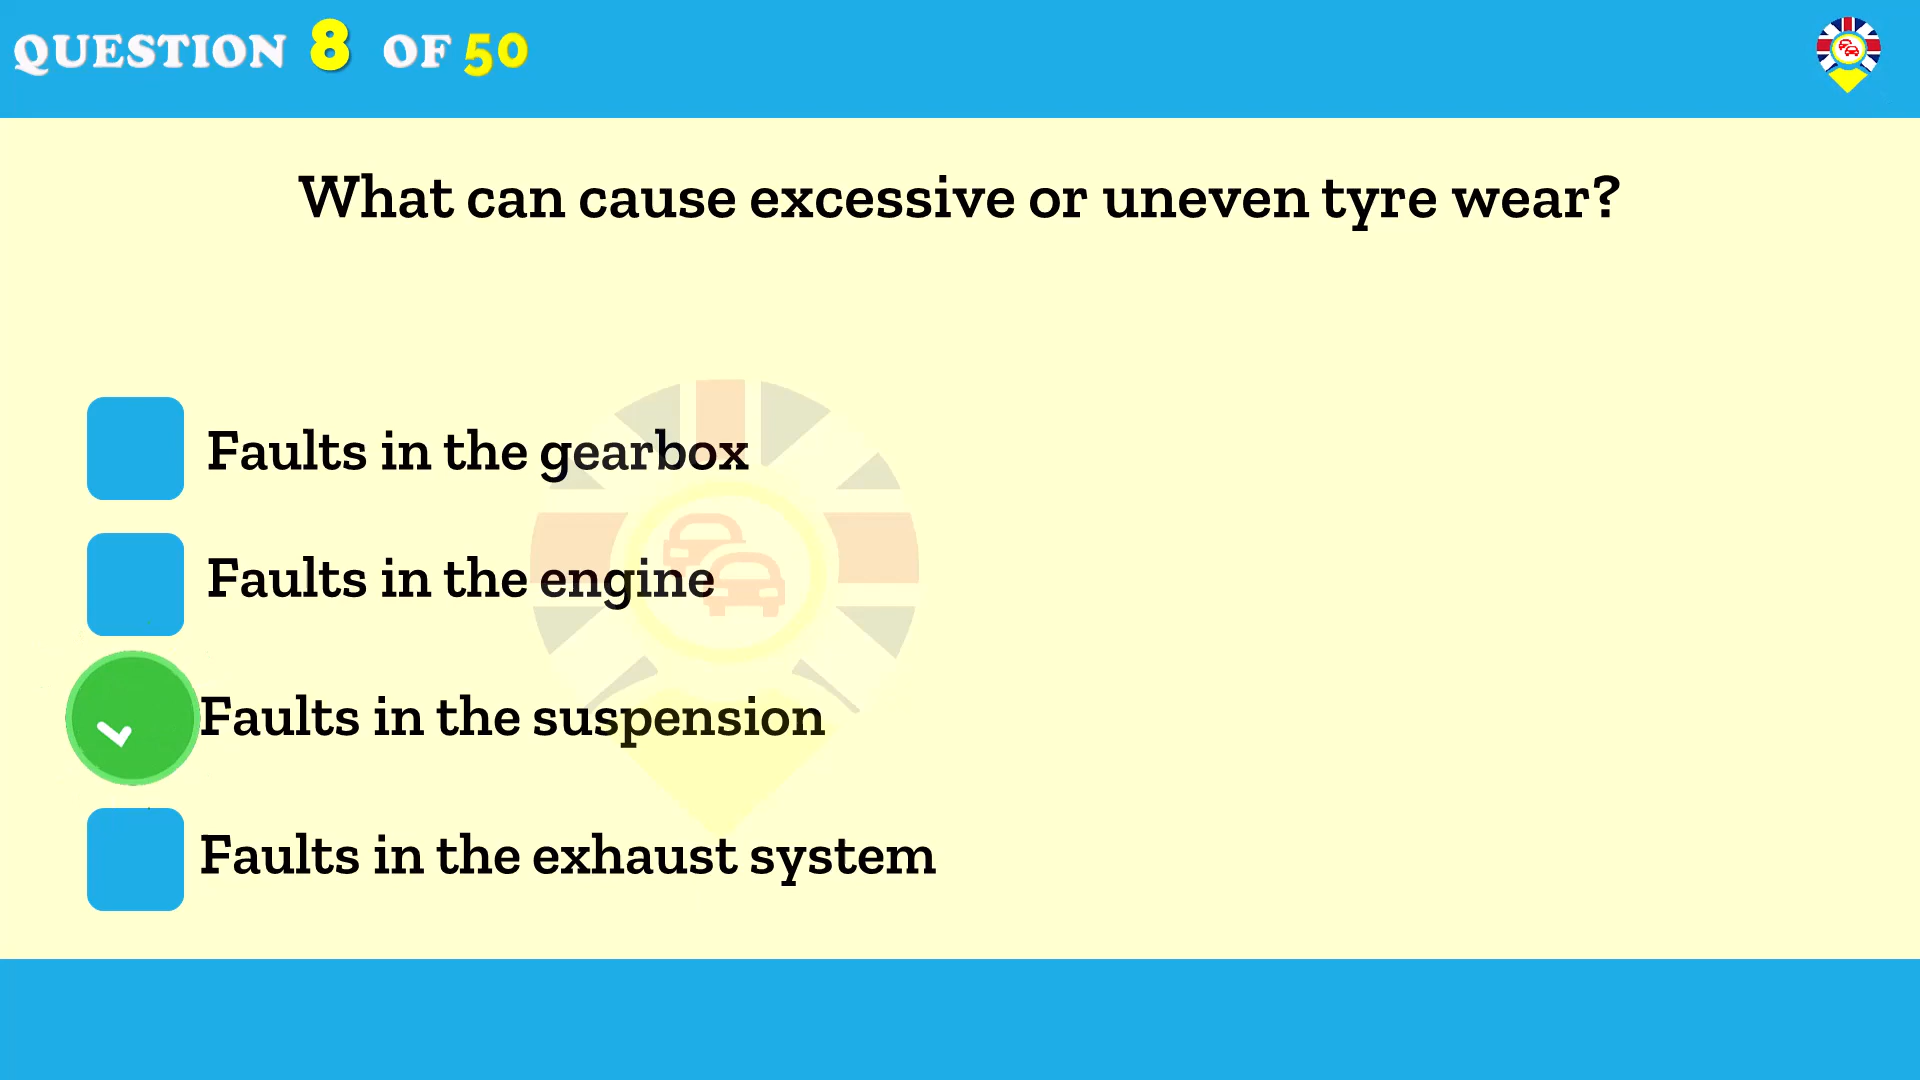 QUESTION 8 OF 50
What can cause excessive or uneven tyre wear?
Faults in the gearbox
Faults in the engine
Faults in the suspension
Faults in the exhaust system